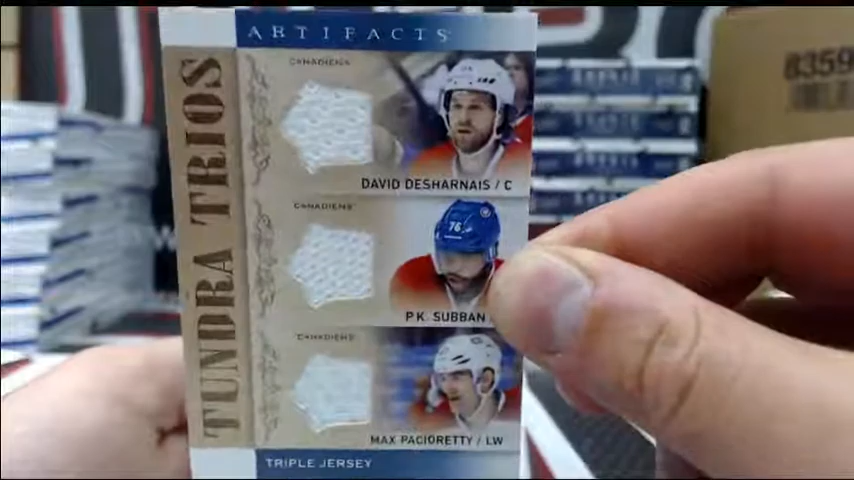 ARTIFACTS
TUNDRA TRIOS
CANADIENS
DAVID DESHARNAIS / C
CANADIENS
76
P.K. SUBBAN
CANADIENS
MAX PACIORETTY / LW
TRIPLE JERSEY
8359